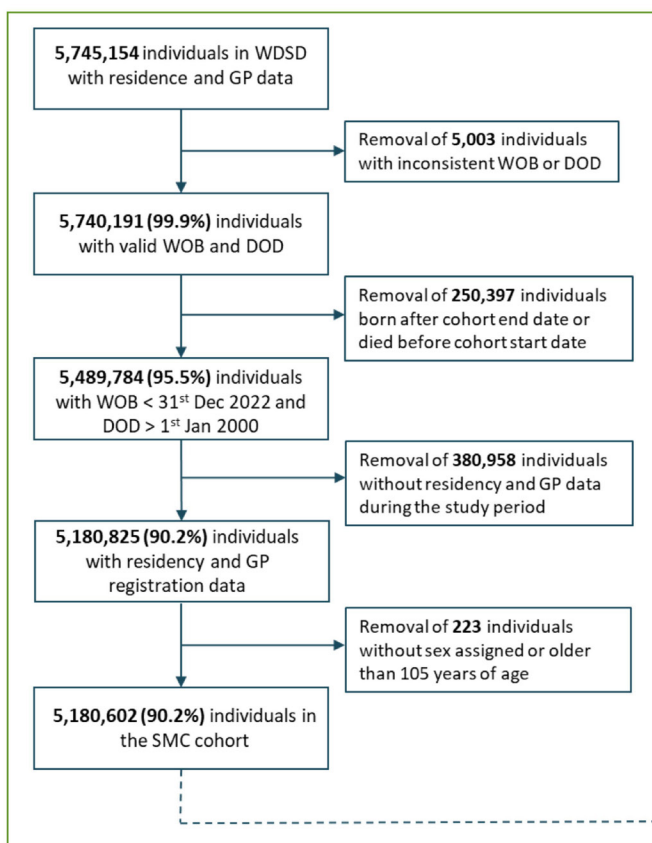 5,745,154 individuals in WDSD
with residence and GP data
Removal of 5,003 individuals
with inconsistent WOB or DOD
5,740,191 (99.9%) individuals
with valid WOB and DOD
Removal of 250,397 individuals
born after cohort end date or
died before cohort start date
5,489,784 (95.5%) individuals
with WOB < 31st Dec 2022 and
DOD > 1st Jan 2000
Removal of 380,958 individuals
without residency and GP data
during the study period
5,180,825 (90.2%) individuals
with residency and GP
registration data
Removal of 223 individuals
without sex assigned or older
than 105 years of age
5,180,602 (90.2%) individuals in
the SMC cohort